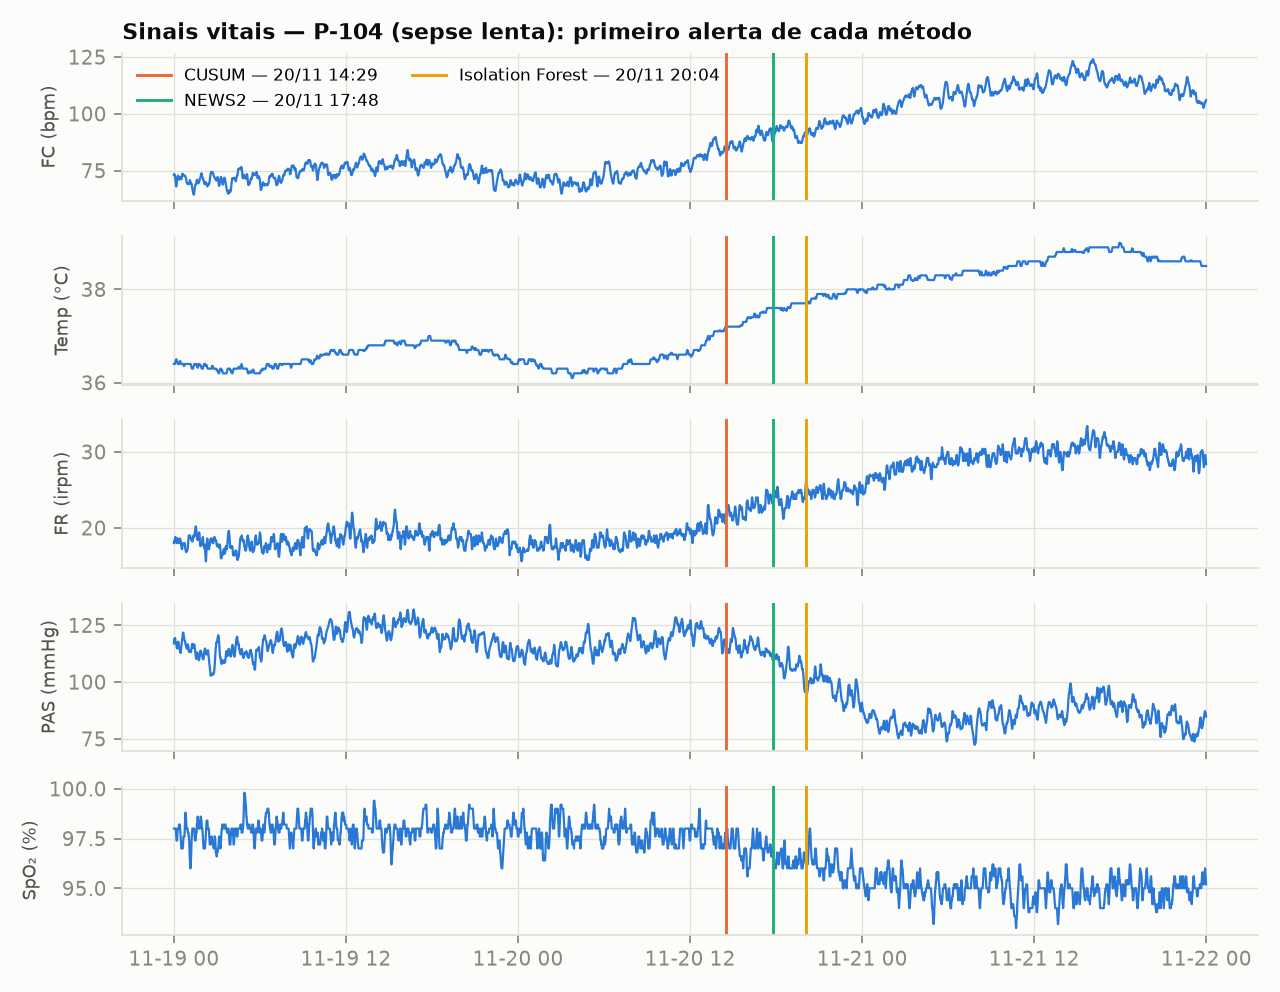 Sinais vitais — P-104 (sepse lenta): primeiro alerta de cada método
CUSUM — 20/11 14:29
NEWS2 — 20/11 17:48
Isolation Forest — 20/11 20:04
FC (bpm)
125
100
75
Temp (°C)
38
36
FR (irpm)
30
20
PAS (mmHg)
125
100
75
SpO₂ (%)
100.0
97.5
95.0
11-19 00
11-19 12
11-20 00
11-20 12
11-21 00
11-21 12
11-22 00